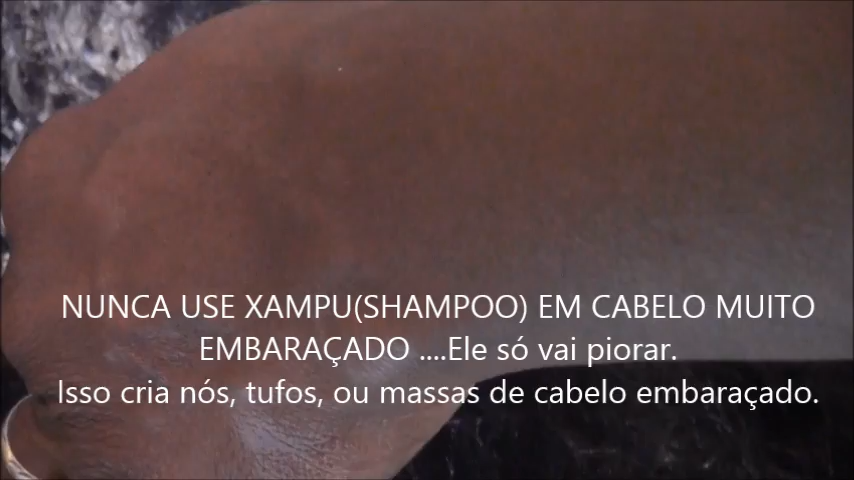 NUNCA USE XAMPU(SHAMPOO) EM CABELO MUITO
EMBARAÇADO ....Ele só vai piorar.
Isso cria nós, tufos, ou massas de cabelo embaraçado.